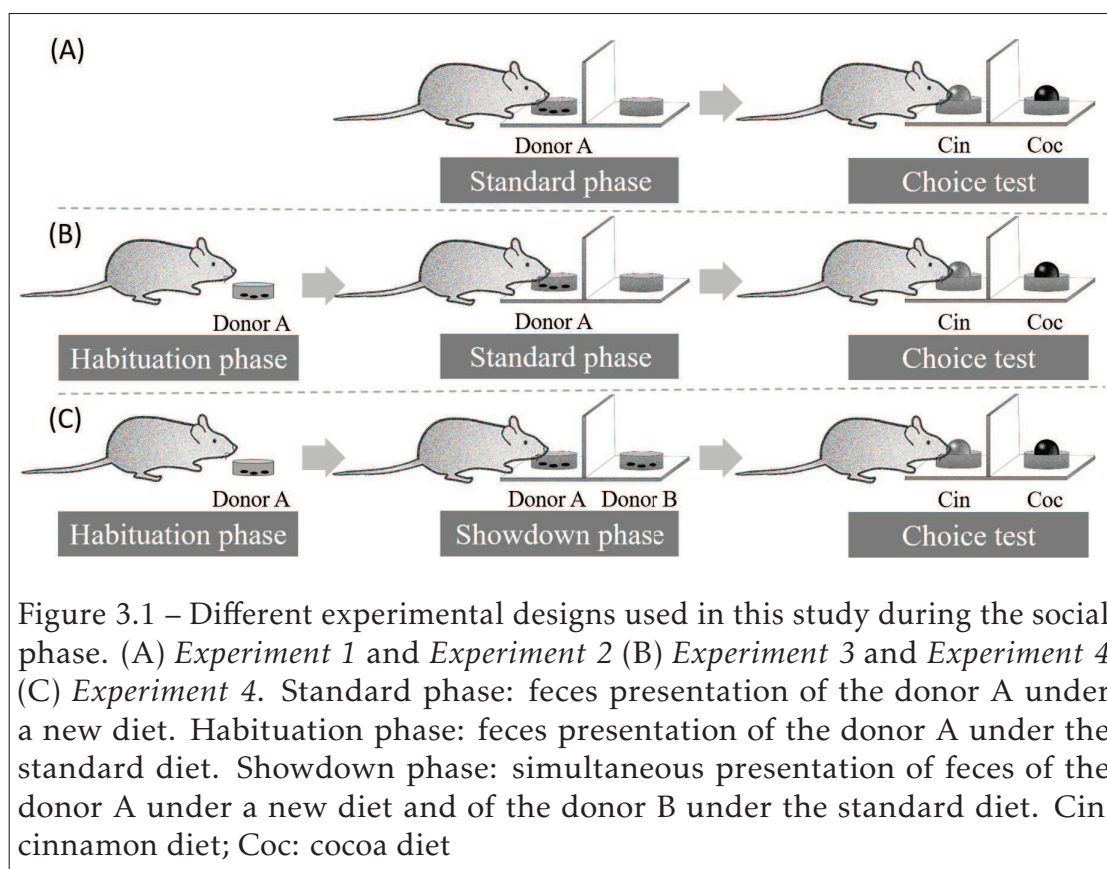 (A)
Donor A
Cin Coc
Standard phase
Choice test
(B)
Donor A
Donor A
Cin Coc
Habituation phase
Standard phase
Choice test
(C)
Donor A
Donor A Donor B
Cin Coc
Habituation phase
Showdown phase
Choice test
Figure 3.1 – Different experimental designs used in this study during the social
phase. (A) Experiment 1 and Experiment 2 (B) Experiment 3 and Experiment 4
(C) Experiment 4. Standard phase: feces presentation of the donor A under
a new diet. Habituation phase: feces presentation of the donor A under the
standard diet. Showdown phase: simultaneous presentation of feces of the
donor A under a new diet and of the donor B under the standard diet. Cin
cinnamon diet; Coc: cocoa diet